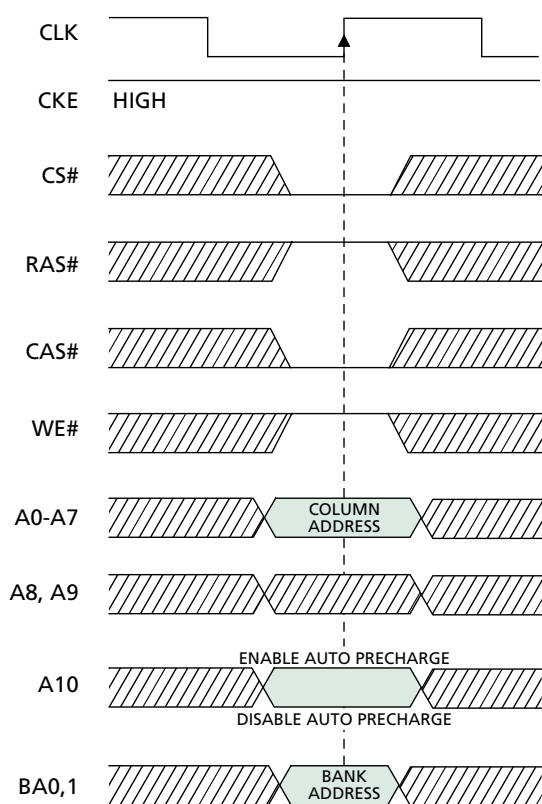 CLK
CKE HIGH
CS#
RAS#
CAS#
WE#
A0-A7 COLUMN
ADDRESS
A8, A9
ENABLE AUTO PRECHARGE
A10
DISABLE AUTO PRECHARGE
BA0,1 BANK
ADDRESS